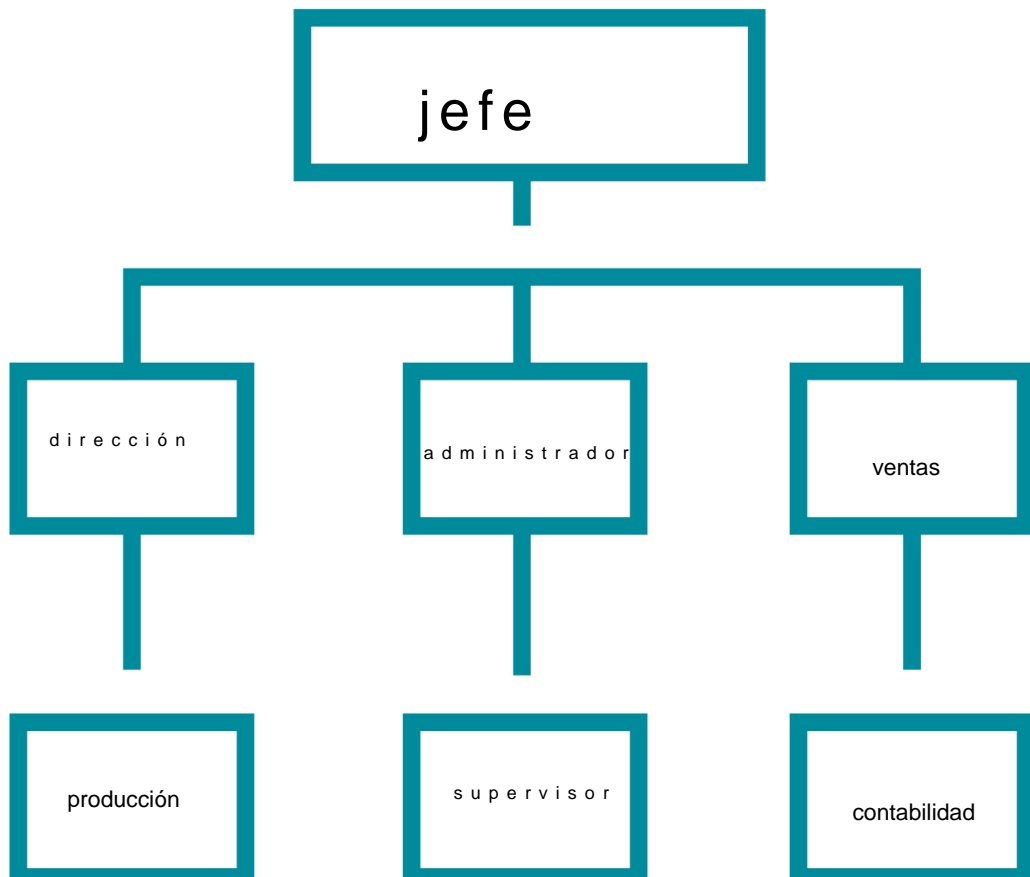 jefe
dirección
administrador
ventas
producción
supervisor
contabilidad